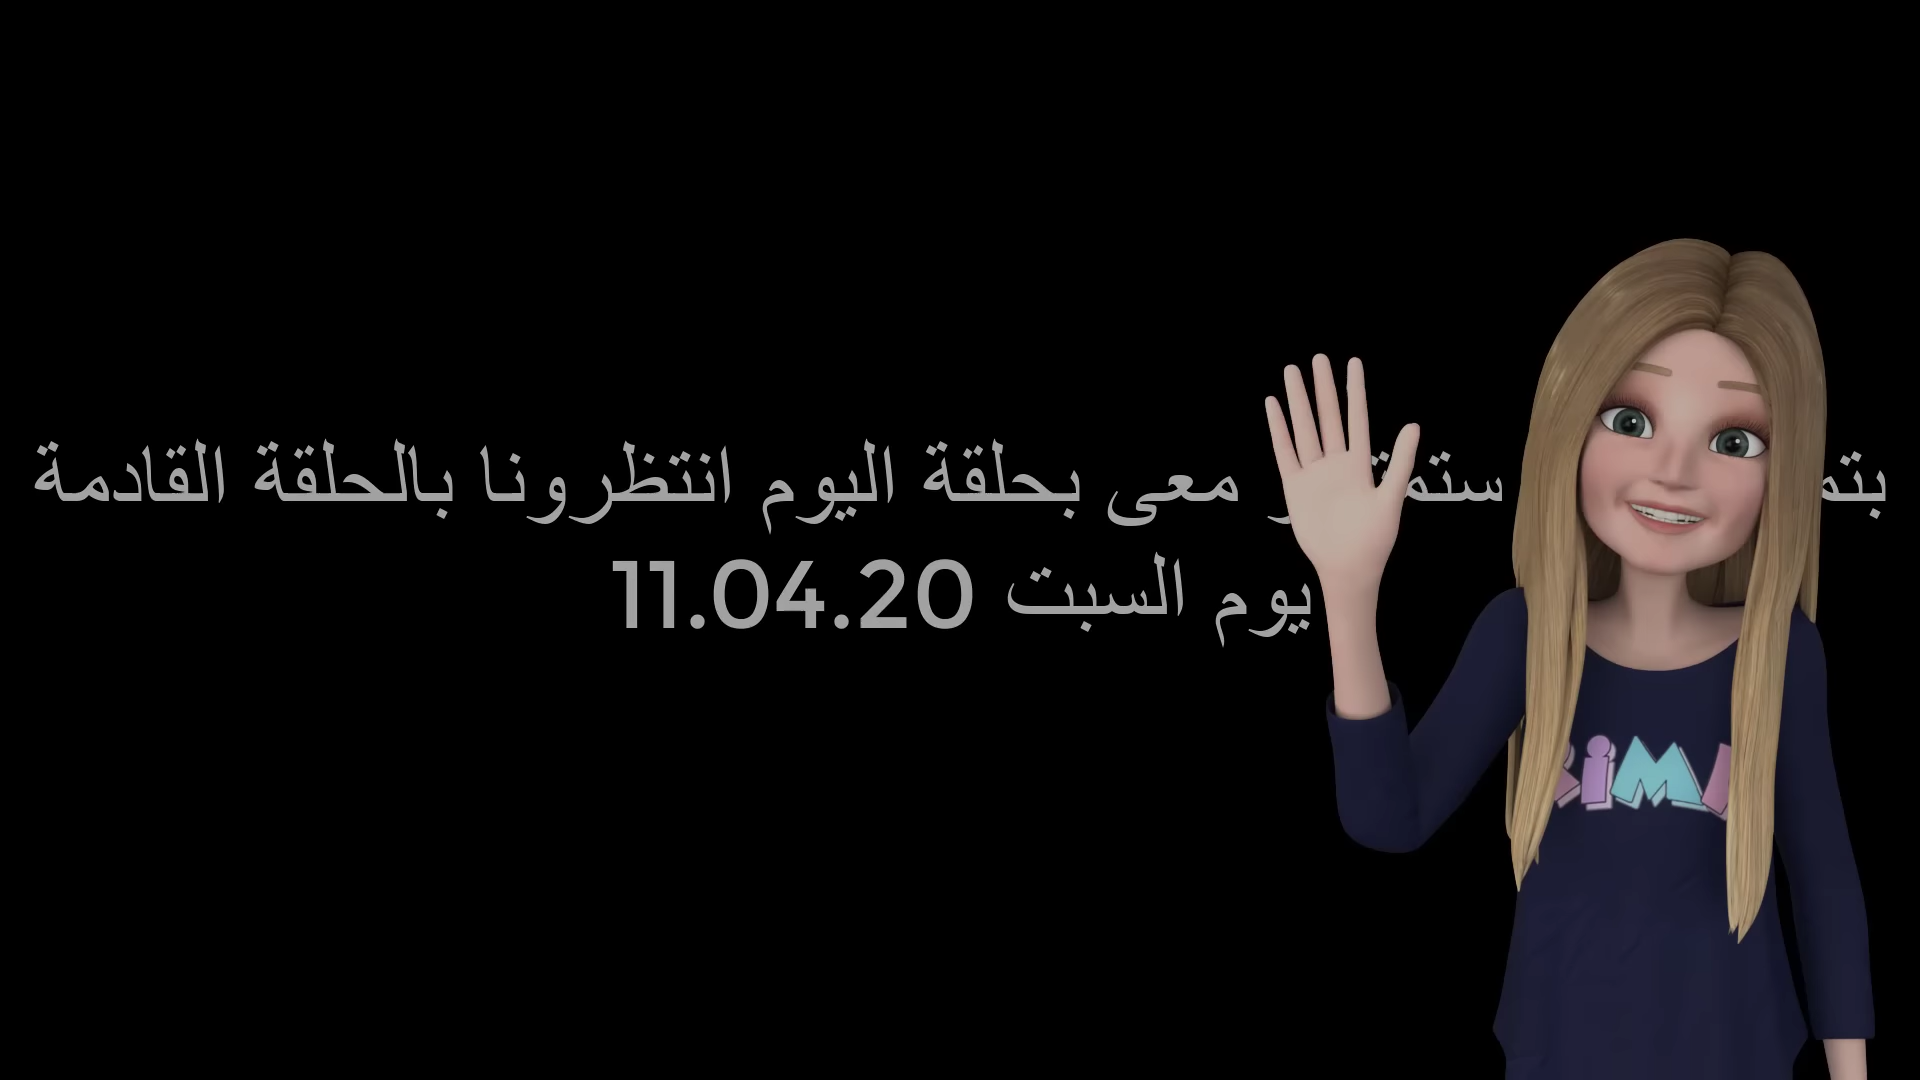 معى بحلقة اليوم انتظرونا بالحلقة القادمة
يوم السبت 11.04.20